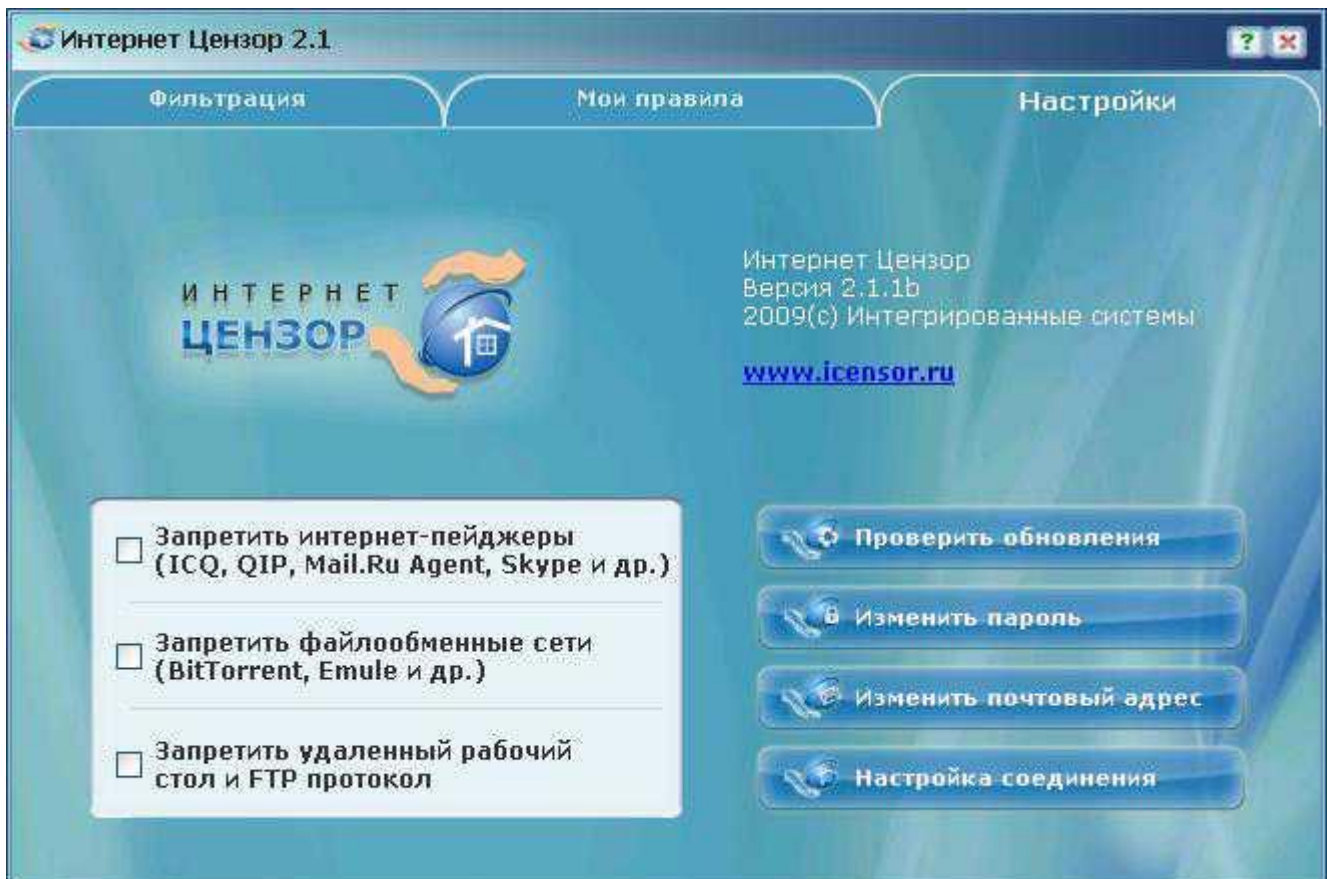 Интернет Цензор 2.1
?
Фильтрация
Мои правила
Настройки
ИНТЕРНЕТ
ЦЕНЗОР
Интернет Цензор
Версия 2.1.1b
2009(c) Интегрированные системы
www.icensor.ru
Запретить интернет-пейджеры
(ICQ, QIP, Mail.Ru Agent, Skype и др.)
Запретить файлообменные сети
(BitTorrent, Emule и др.)
Запретить удаленный рабочий
стол и FTP протокол
Проверить обновления
Изменить пароль
Изменить почтовый адрес
Настройка соединения